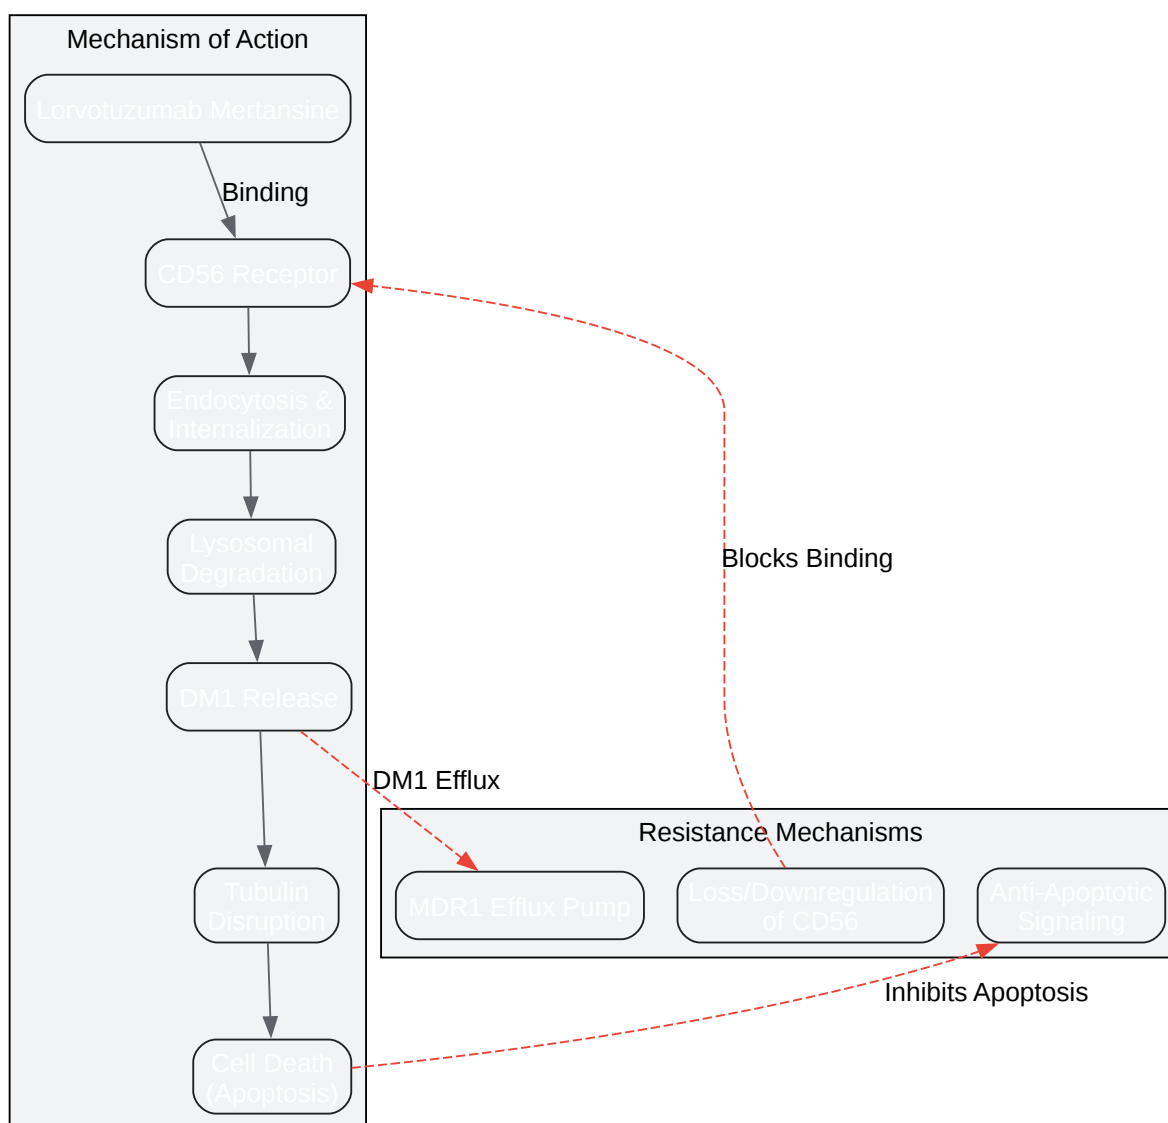 Mechanism of Action
Lorvotuzumab Mertansine
Binding
CD56 Receptor
Endocytosis &
Internalization
Blocks Binding
Lysosomal
Degradation
DM1 Release
DM1 Efflux
Resistance Mechanisms
Tubulin
Disruption
MDR1 Efflux Pump
Loss/Downregulation
of CD56
Anti-Apoptotic
Signaling
Inhibits Apoptosis
Cell Death
(Apoptosis)